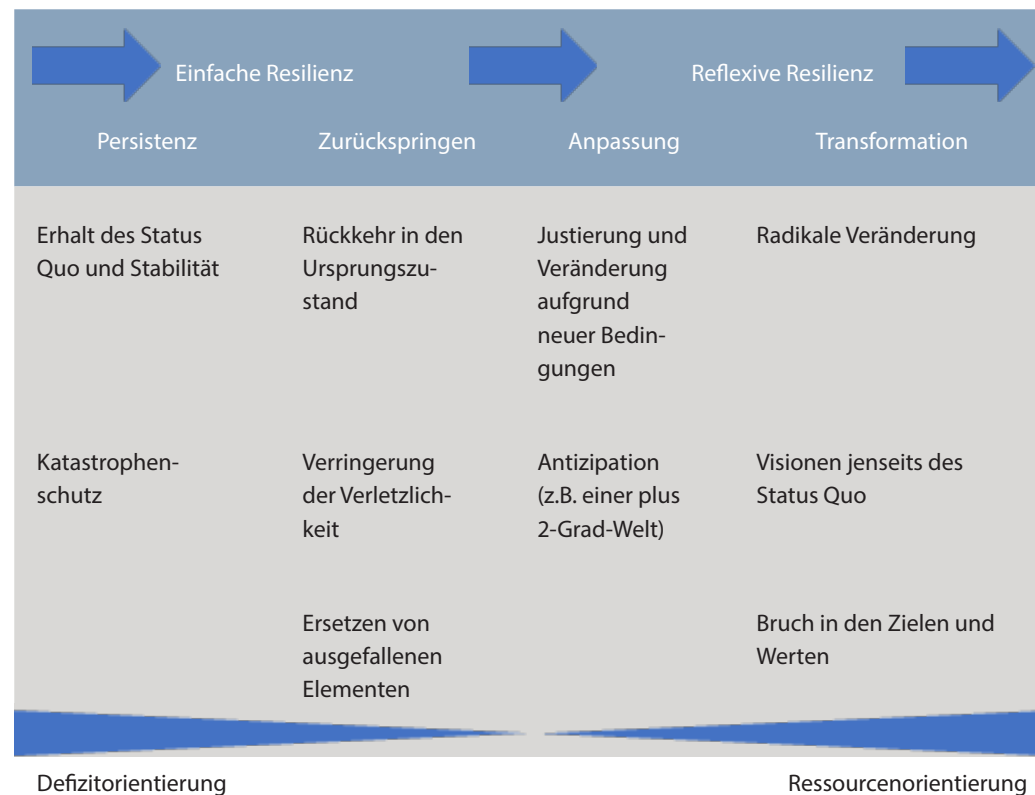 Einfache Resilienz
Reflexive Resilienz
Persistenz
Zurückspringen
Anpassung
Transformation
Erhalt des Status
Quo und Stabilität
Rückkehr in den
Ursprungszu-
stand
Justierung und
Veränderung
aufgrund
neuer Bedin-
gungen
Radikale Veränderung
Katastrophen-
schutz
Verringerung
der Verletzlich-
keit
Antizipation
(z.B. einer plus
2-Grad-Welt)
Visionen jenseits des
Status Quo
Ersetzen von
ausgefallenen
Elementen
Bruch in den Zielen und
Werten
Defizitorientierung
Ressourcenorientierung